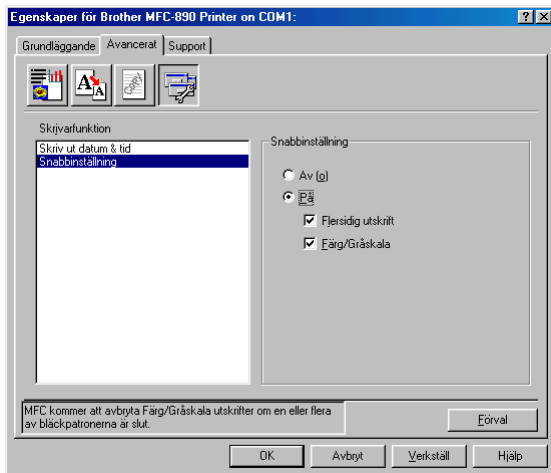 Egenskaper för Brother MFC-890 Printer on COM1:
Grundläggande Avancerat Support
Skrivarfunktion
Skriv ut datum & tid
Snabbinställning
Snabbinställning
Av (o)
På
Flersidig utskrift
Färg/Gråskala
MFC kommer att avbryta Färg/Gråskala utskrifter om en eller flera
av bläckpatronerna är slut.
Förval
OK Avbryt Verkställ Hjälp